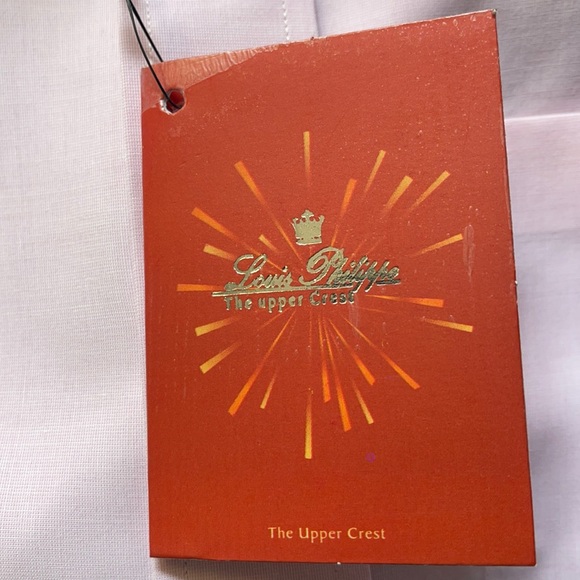 Louis Philippe
The upper Crest
The Upper Crest